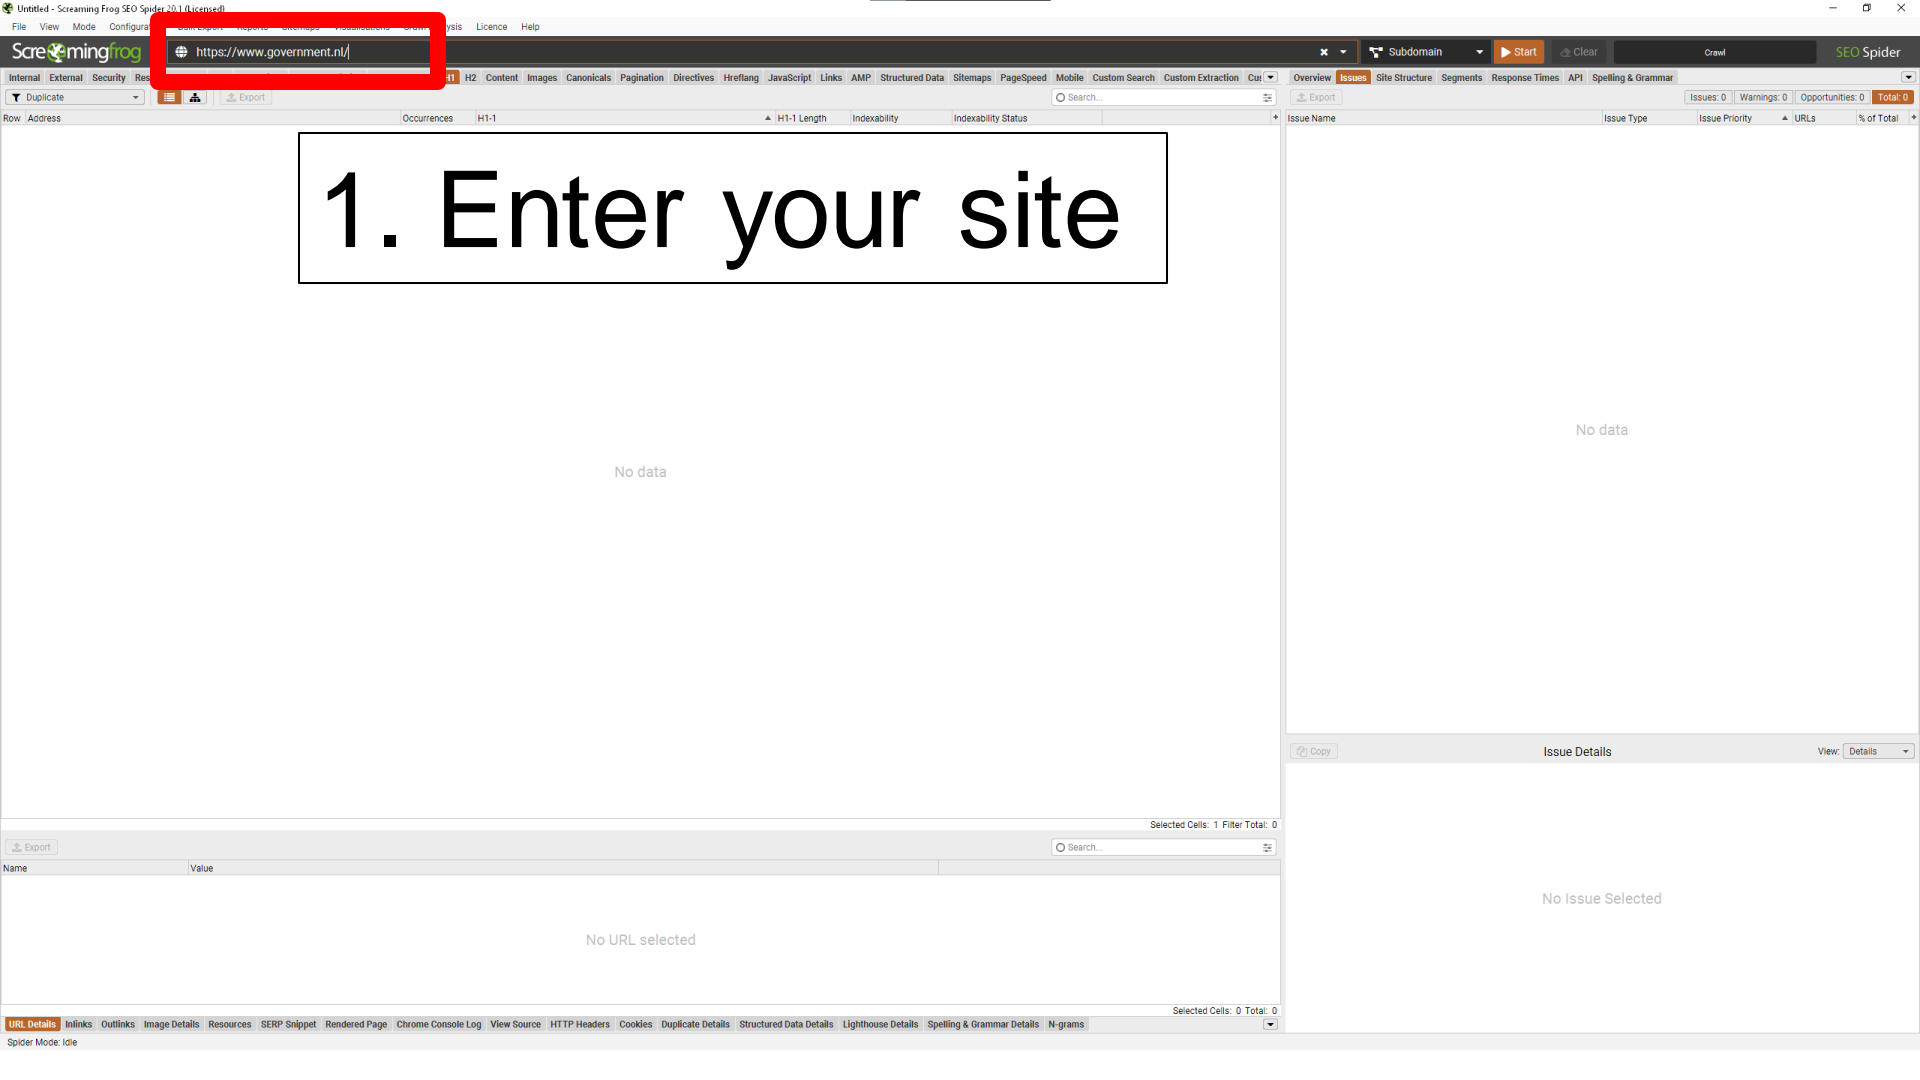 Untitled - Screaming Frog SEO Spider 20.1 (Licensed)
File View Mode Licence Help
Screamingfrog https://www.government.nl/ Subdomain Start Clear Crawl SEO Spider
Internal External Security H1 H2 Content Images Canonicals Pagination Directives Hreflang JavaScript Links AMP Structured Data Sitemaps PageSpeed Mobile Custom Search Custom Extraction Overview Issues Site Structure Segments Response Times API Spelling & Grammar
Duplicate Export Search... Export Issues: 0 Warnings: 0 Opportunities: 0 Total: 0
Row Address Occurrences H1-1 H1-1 Length Indexability Indexability Status + Issue Name Issue Type Issue Priority URLs % of Total +
1. Enter your site
No data
No data
Copy Issue Details View: Details
Selected Cells: 1 Filter Total: 0
Export Search...
Name Value
No Issue Selected
No URL selected
Selected Cells: 0 Total: 0
URL Details Inlinks Outlinks Image Details Resources SERP Snippet Rendered Page Chrome Console Log View Source HTTP Headers Cookies Duplicate Details Structured Data Details Lighthouse Details Spelling & Grammar Details N-grams
Spider Mode: Idle